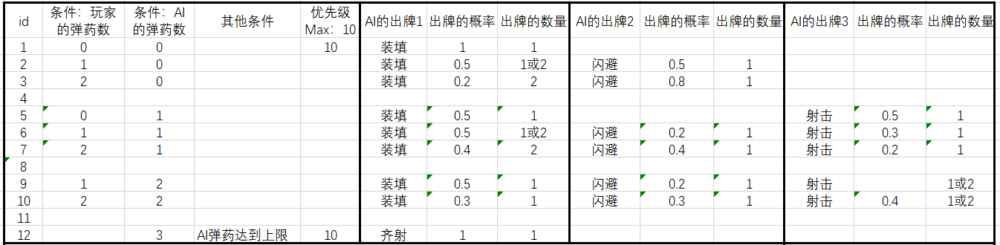 id 条件：玩家的弹药数 条件：AI的弹药数 其他条件 优先级Max：10 AI的出牌1 出牌的概率 出牌的数量 AI的出牌2 出牌的概率 出牌的数量 AI的出牌3 出牌的概率 出牌的数量
1 0 0 10 装填 1 1
2 1 0 装填 0.5 1或2 闪避 0.5 1
3 2 0 装填 0.2 2 闪避 0.8 1
4
5 0 1 装填 0.5 1 射击 0.5 1
6 1 1 装填 0.5 1或2 闪避 0.2 1 射击 0.3 1
7 2 1 装填 0.4 2 闪避 0.4 1 射击 0.2 1
8
9 1 2 装填 0.5 1 闪避 0.2 1 射击 1或2
10 2 2 装填 0.3 1 闪避 0.3 1 射击 0.4 1或2
11
12 3 AI弹药达到上限 10 齐射 1 1